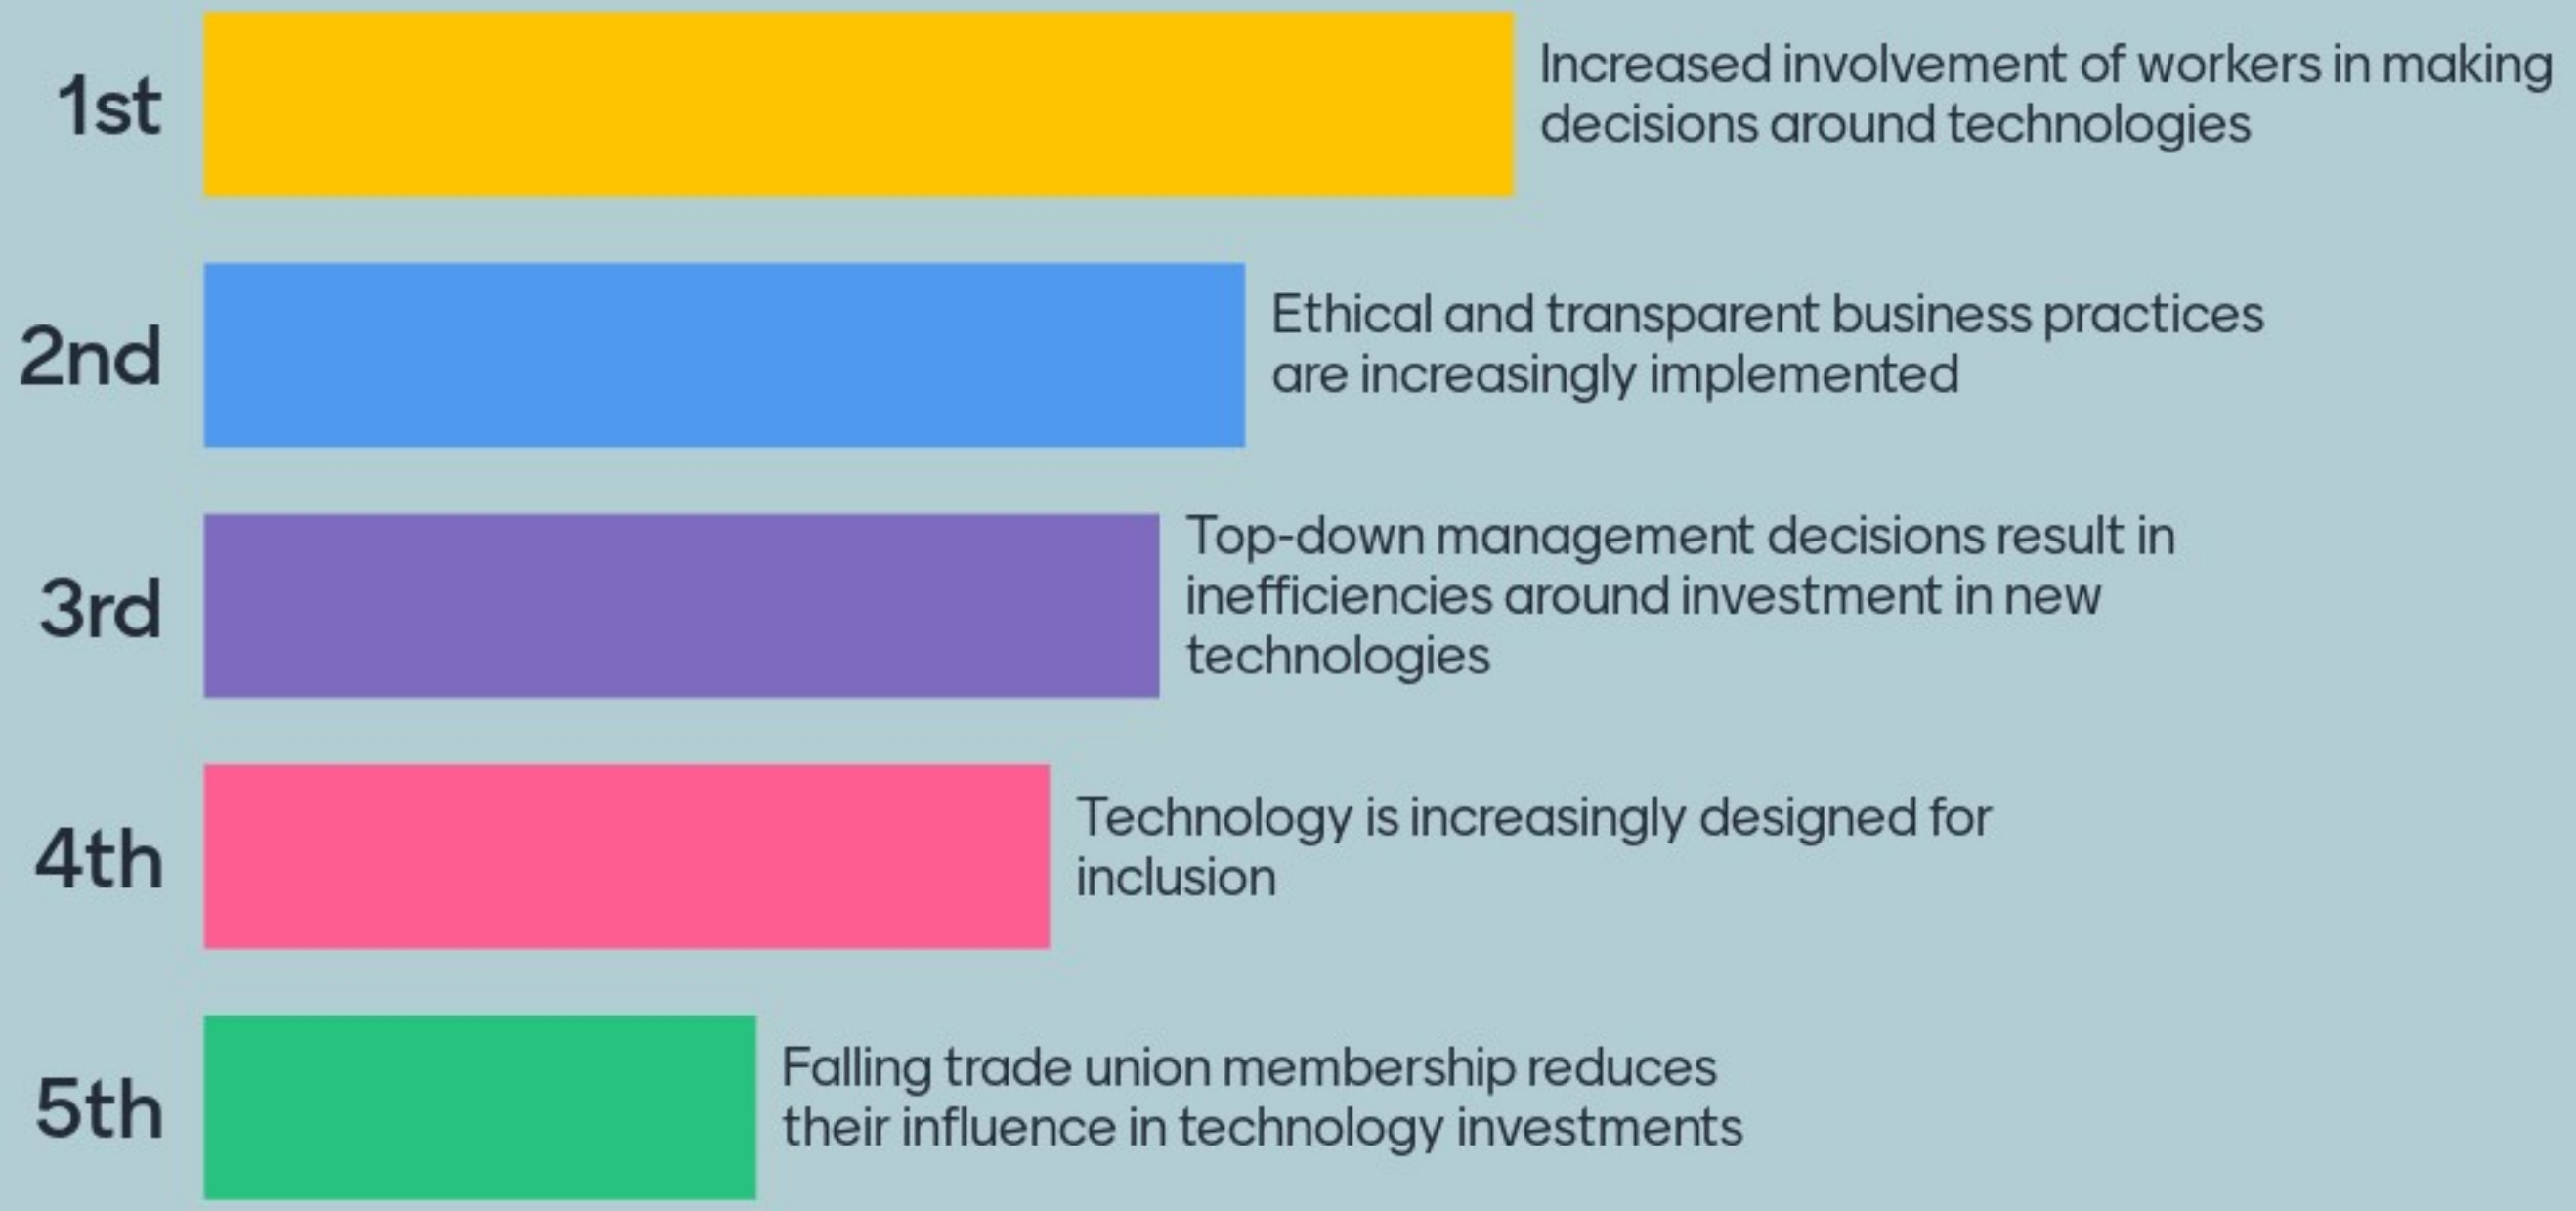 1st
Increased involvement of workers in making
decisions around technologies
2nd
Ethical and transparent business practices
are increasingly implemented
3rd
Top-down management decisions result in
inefficiencies around investment in new
technologies
4th
Technology is increasingly designed for
inclusion
5th
Falling trade union membership reduces
their influence in technology investments